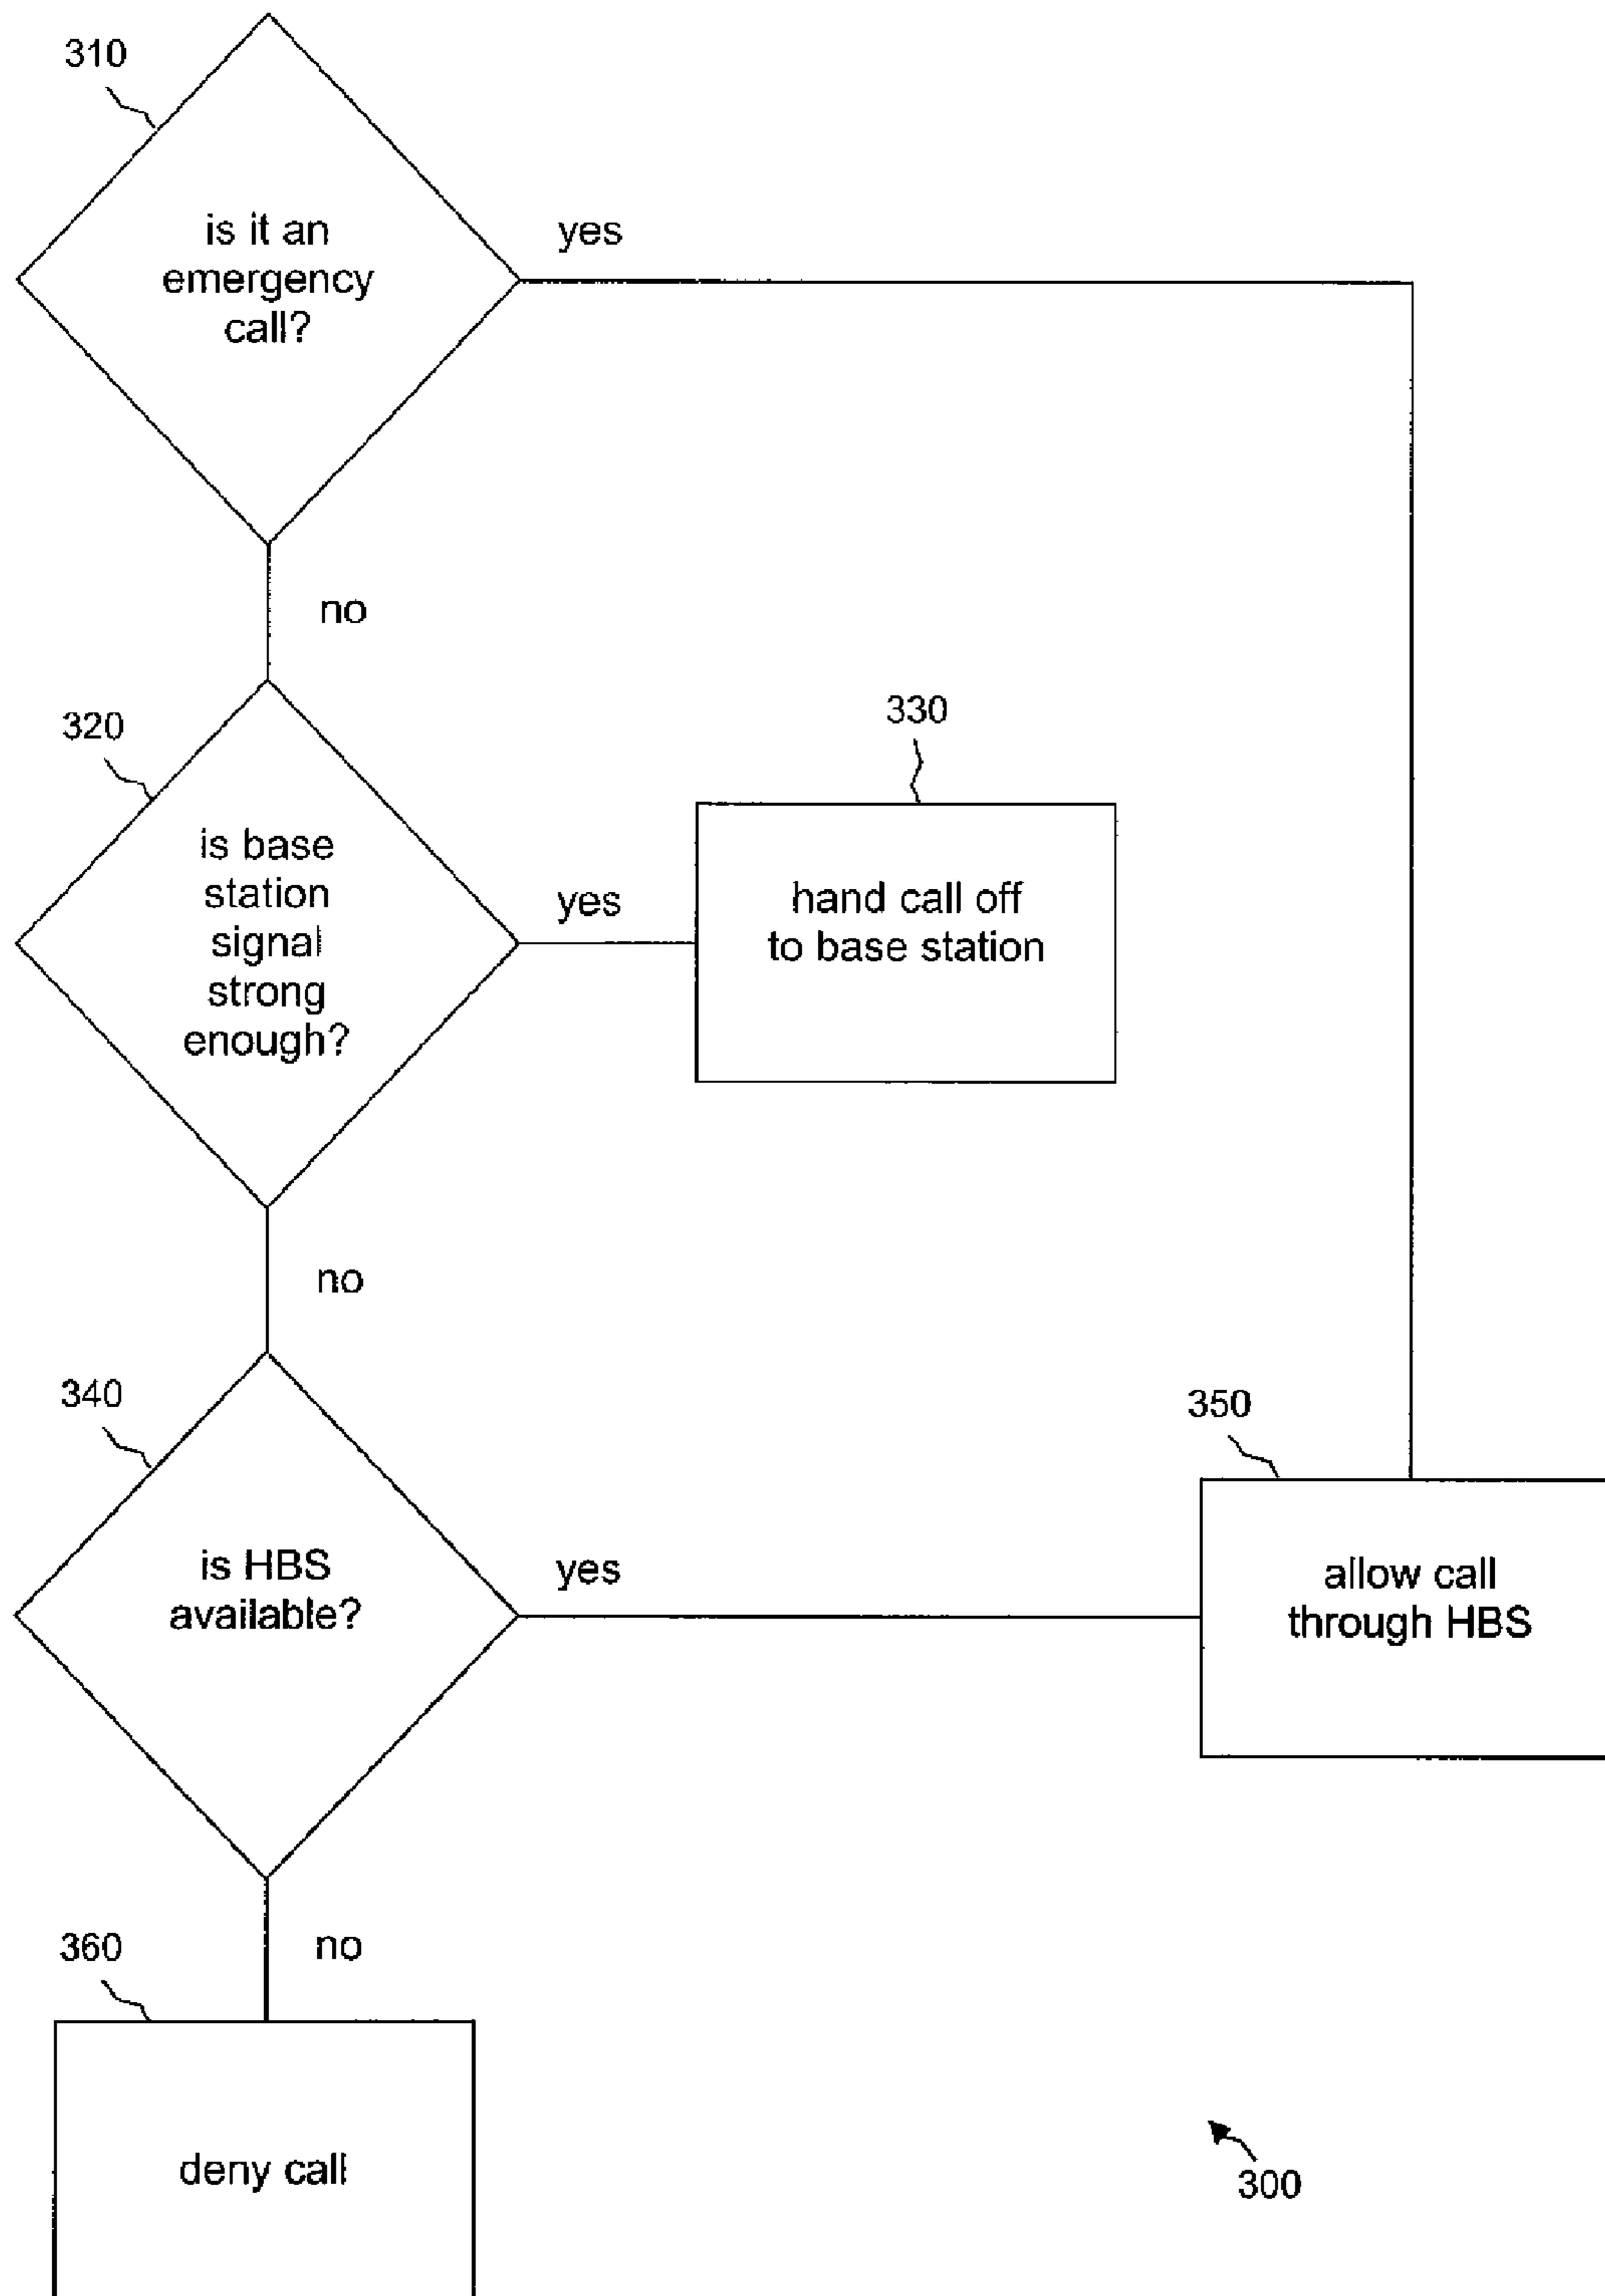 310
is it an
emergency
call?
yes
no
320
is base
station
signal
strong
enough?
yes
330
hand call off
to base station
no
340
is HBS
available?
yes
350
allow call
through HBS
no
360
deny call
300